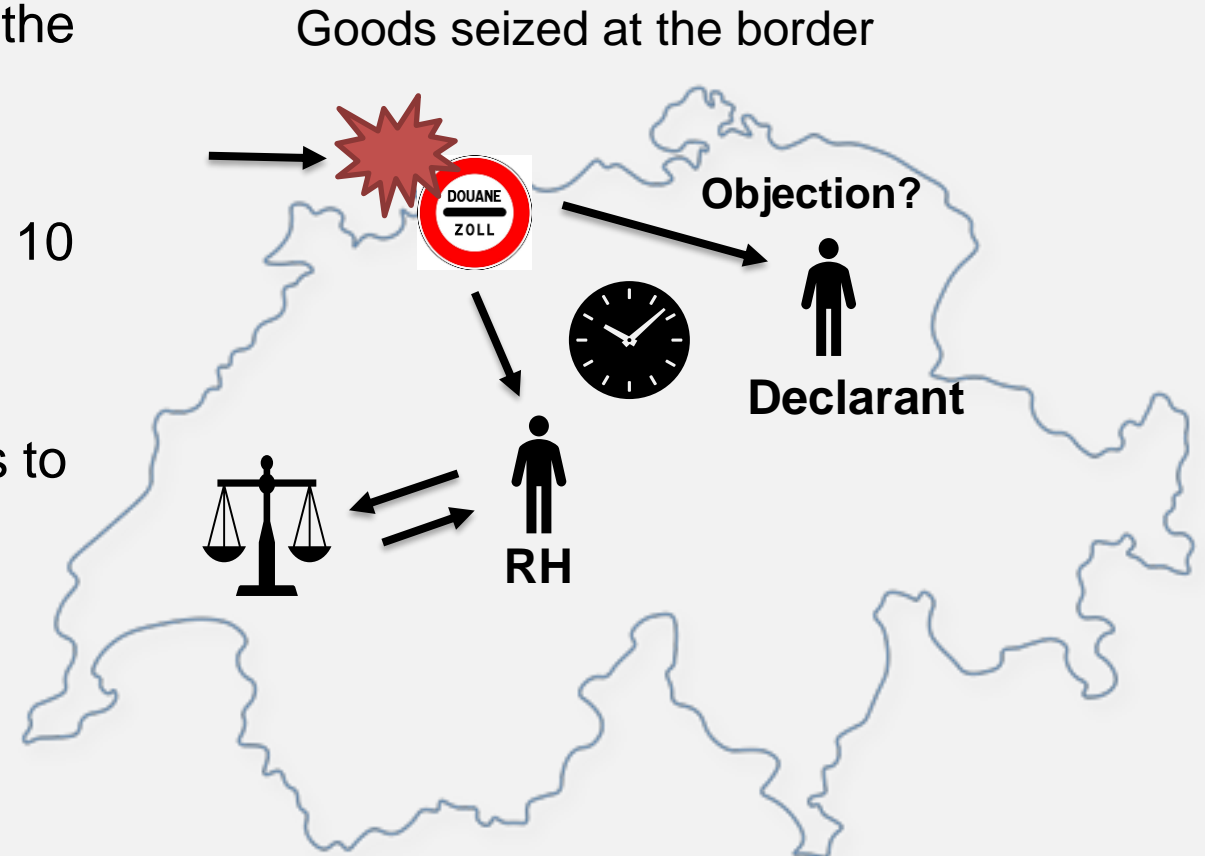 the
Goods seized at the border
DOUANE
ZOLL
Objection?
10
Declarant
s to
RH